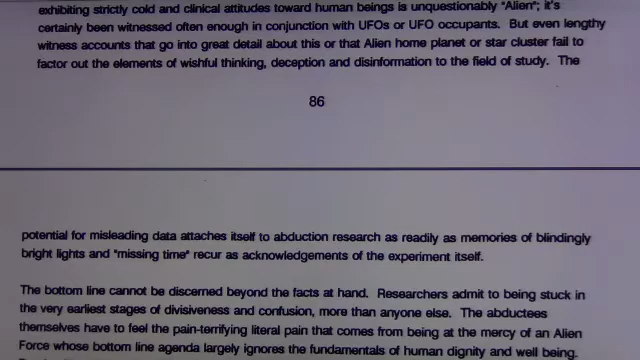 exhibiting strictly cold and clinical attitudes toward human beings is unquestionably "Alien"; it's
certainly been witnessed often enough in conjunction with UFOs or UFO occupants. But even lengthy
witness accounts that go into great detail about this or that Alien home planet or star cluster fail to
factor out the elements of wishful thinking, deception and disinformation to the field of study. The
86
potential for misleading data attaches itself to abduction research as readily as memories of blindingly
bright lights and "missing time" recur as acknowledgements of the experiment itself.
The bottom line cannot be discerned beyond the facts at hand. Researchers admit to being stuck in
the very earliest stages of divisiveness and confusion, more than anyone else. The abductees
themselves have to feel the pain-terrifying literal pain that comes from being at the mercy of an Alien
Force whose bottom line agenda largely ignores the fundamentals of human dignity and well being.